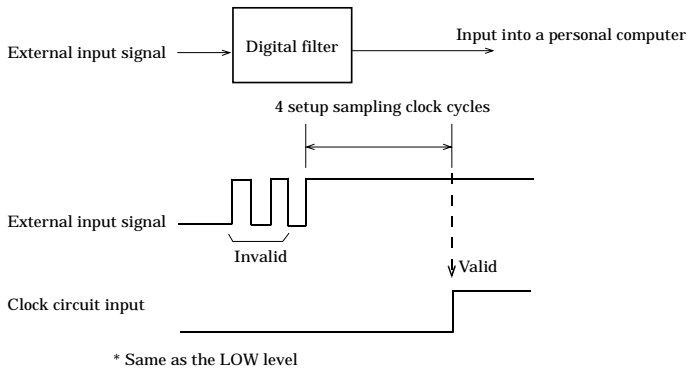 External input signal
Digital filter
Input into a personal computer
4 setup sampling clock cycles
External input signal
Invalid
Valid
Clock circuit input
* Same as the LOW level